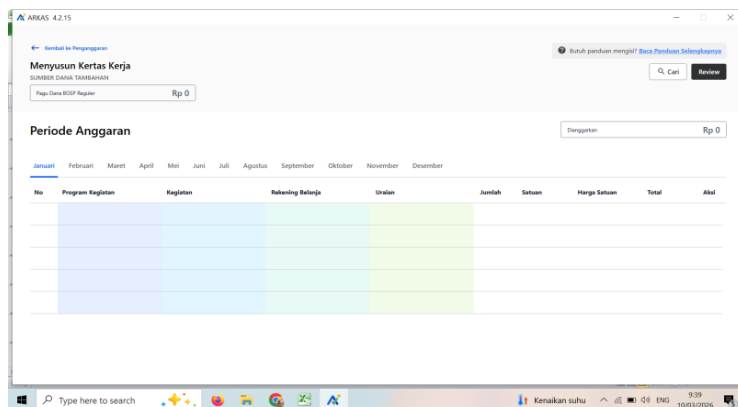 ARKAS 4.2.15
← Kembali ke Penganggaran
Butuh panduan mengisi? Baca Panduan Selengkapnya
Menyusun Kertas Kerja
SUMBER DANA TAMBAHAN
Cari
Review
Pagu Dana BOSP Reguler Rp 0
Periode Anggaran
Dianggarkan Rp 0
Januari Februari Maret April Mei Juni Juli Agustus September Oktober November Desember
No Program Kegiatan Kegiatan Rekening Belanja Uraian Jumlah Satuan Harga Satuan Total Aksi
Type here to search
Kenaikan suhu
ENG
9:39
10/03/2026